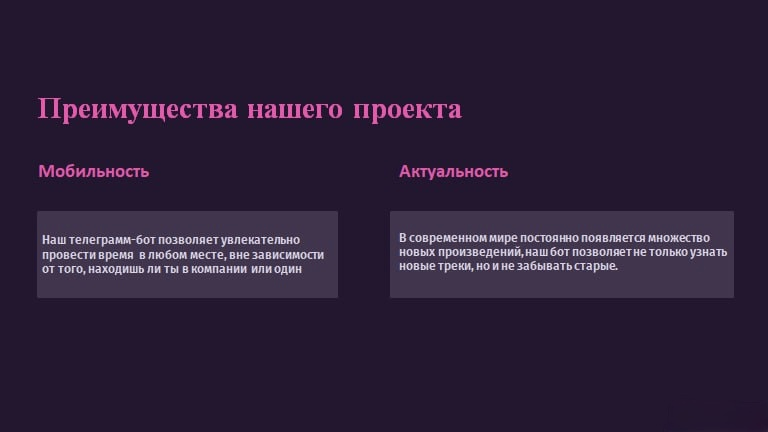 Преимущества нашего проекта
Мобильность
Наш телеграмм-бот позволяет увлекательно
провести время в любом месте, вне зависимости
от того, находишь ли ты в компании или один
Актуальность
В современном мире постоянно появляется множество
новых произведений, наш бот позволяет не только узнать
новые треки, но и не забывать старые.